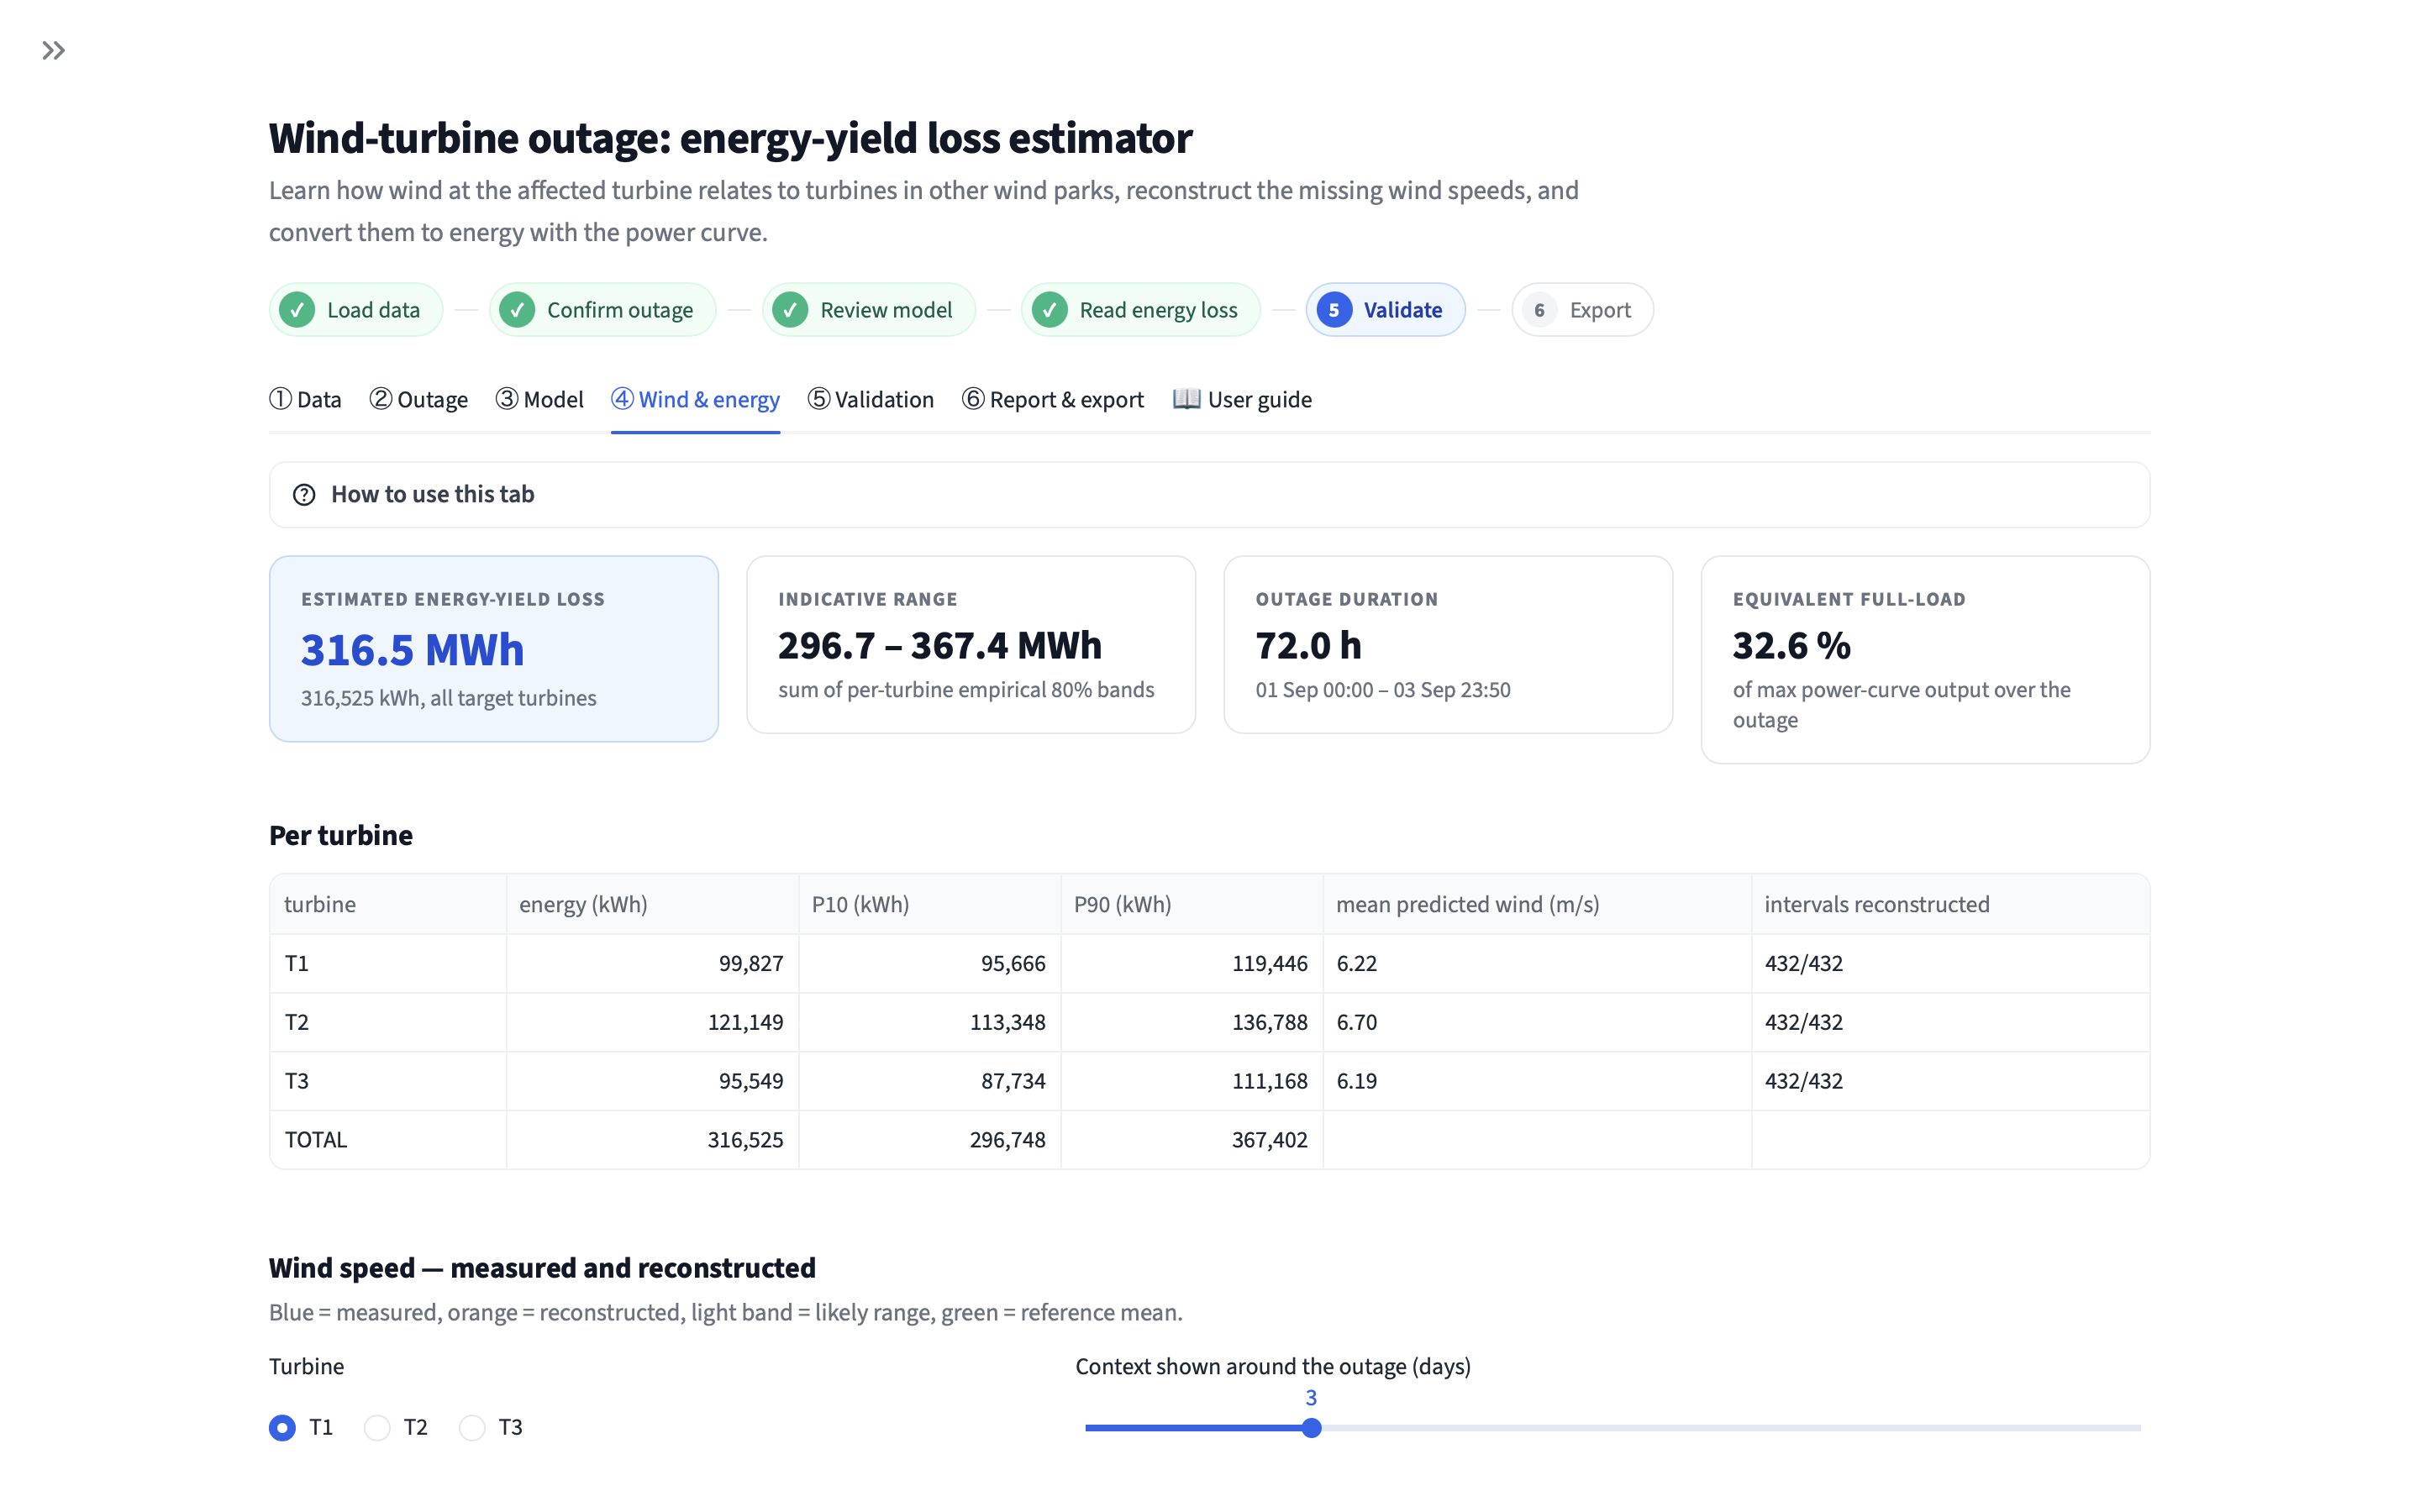 Wind-turbine outage: energy-yield loss estimator
Learn how wind at the affected turbine relates to turbines in other wind parks, reconstruct the missing wind speeds, and
convert them to energy with the power curve.
✓ Load data ✓ Confirm outage ✓ Review model ✓ Read energy loss 5 Validate 6 Export
① Data ② Outage ③ Model ④ Wind & energy ⑤ Validation ⑥ Report & export 📖 User guide
How to use this tab
ESTIMATED ENERGY-YIELD LOSS
316.5 MWh
316,525 kWh, all target turbines
INDICATIVE RANGE
296.7 – 367.4 MWh
sum of per-turbine empirical 80% bands
OUTAGE DURATION
72.0 h
01 Sep 00:00 – 03 Sep 23:50
EQUIVALENT FULL-LOAD
32.6 %
of max power-curve output over the
outage
Per turbine
turbine energy (kWh) P10 (kWh) P90 (kWh) mean predicted wind (m/s) intervals reconstructed
T1 99,827 95,666 119,446 6.22 432/432
T2 121,149 113,348 136,788 6.70 432/432
T3 95,549 87,734 111,168 6.19 432/432
TOTAL 316,525 296,748 367,402
Wind speed — measured and reconstructed
Blue = measured, orange = reconstructed, light band = likely range, green = reference mean.
Turbine
T1 T2 T3
Context shown around the outage (days)
3